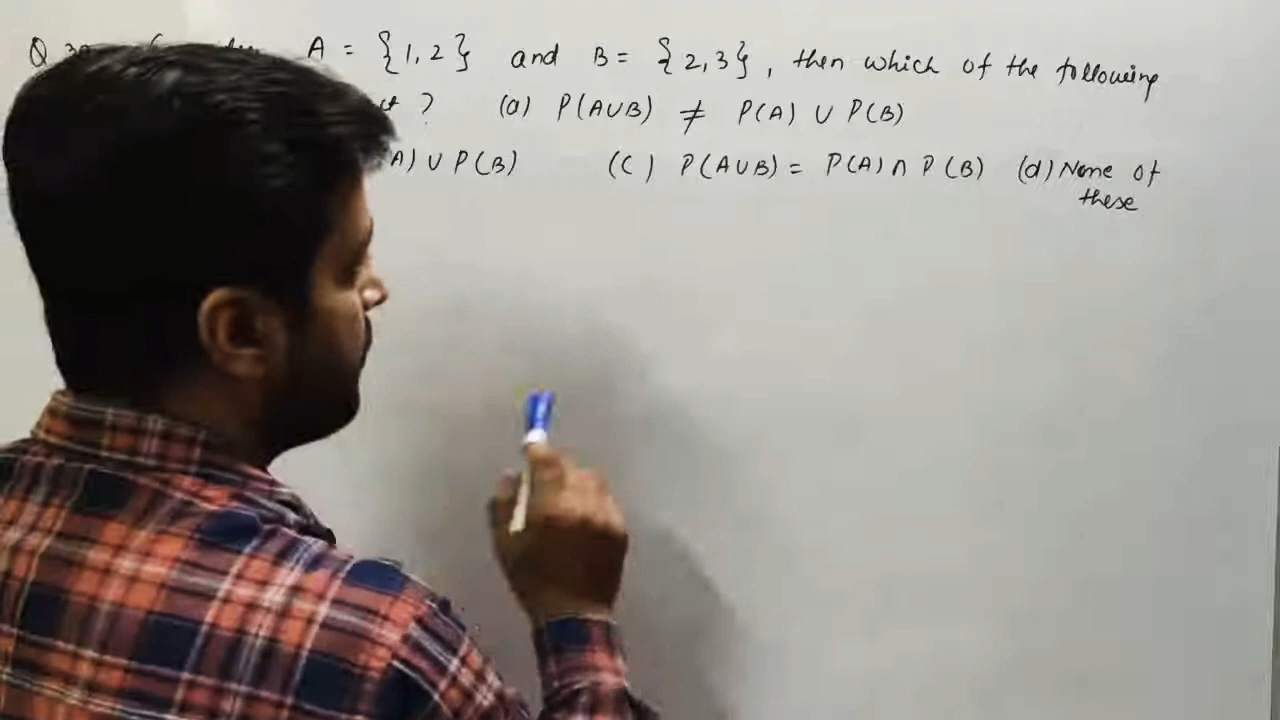 Q A = {1,2} and B = {2,3}, then which of the following
? (a) P(A∪B) ≠ P(A) ∪ P(B)
A) ∪ P(B) (C) P(A∪B) = P(A) ∩ P(B) (d) None of
these